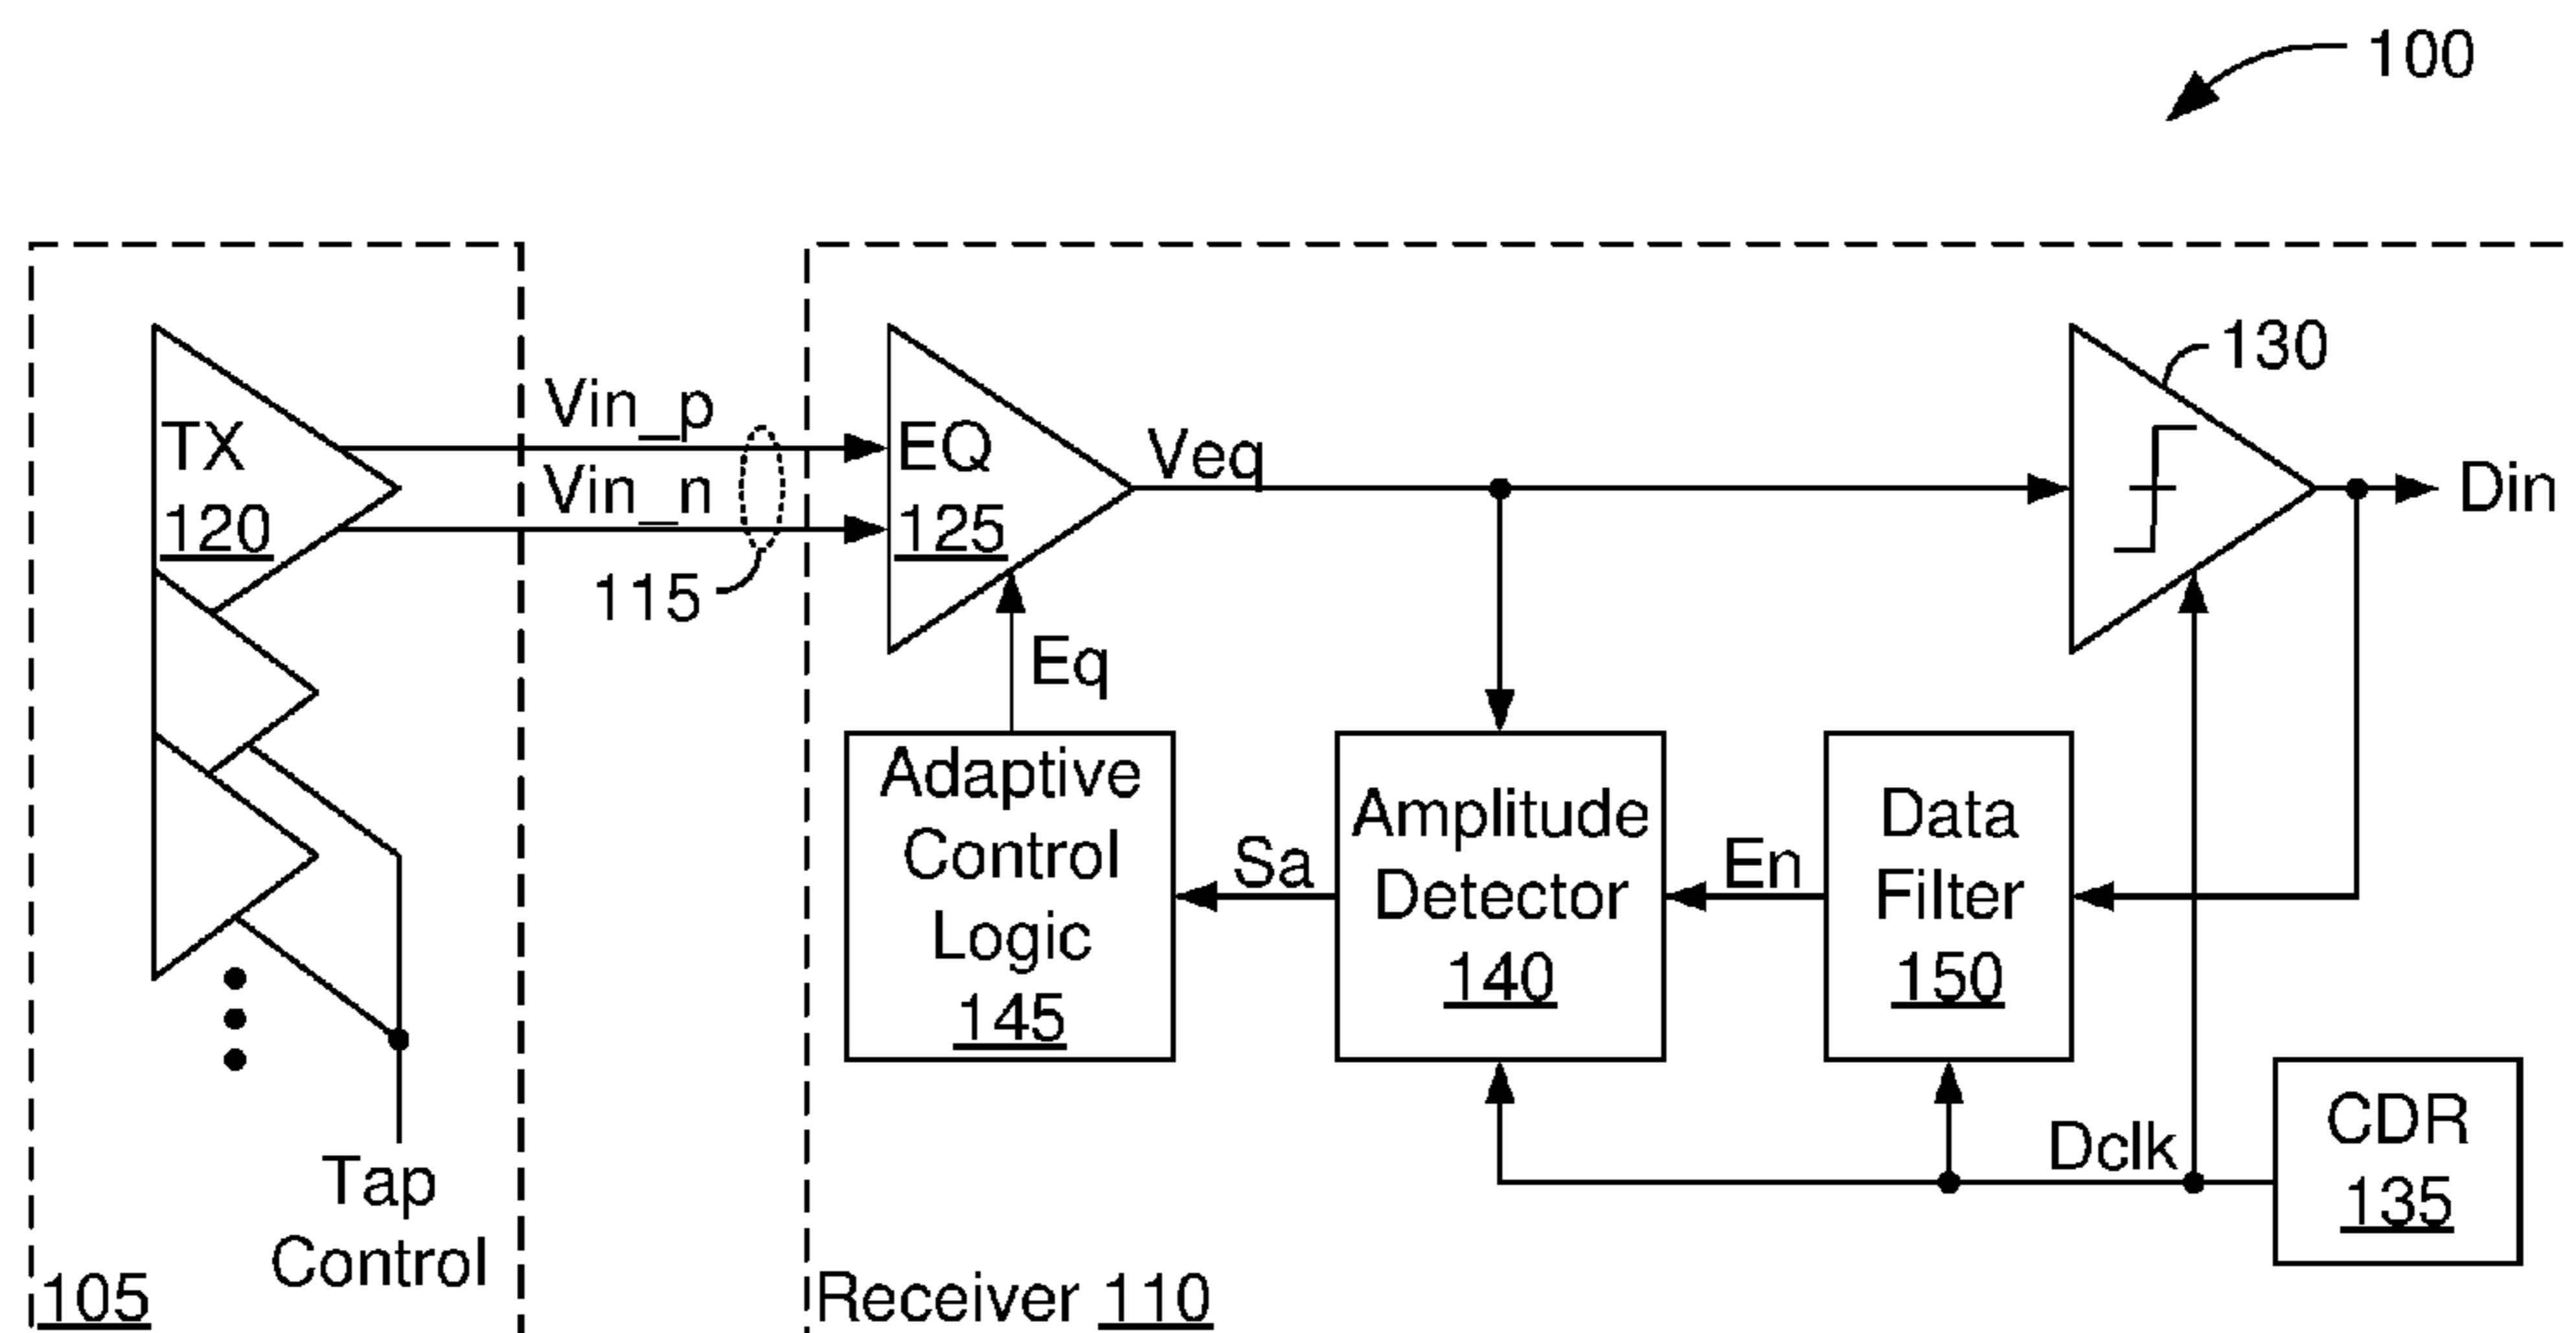 100
130
Vin_p
TX
EQ
Veq
Vin_n
Din
120
125
115
Eq
Adaptive
Control
Logic
145
Sa
Amplitude
Detector
140
En
Data
Filter
150
Dclk
CDR
135
Tap
Control
105
Receiver 110